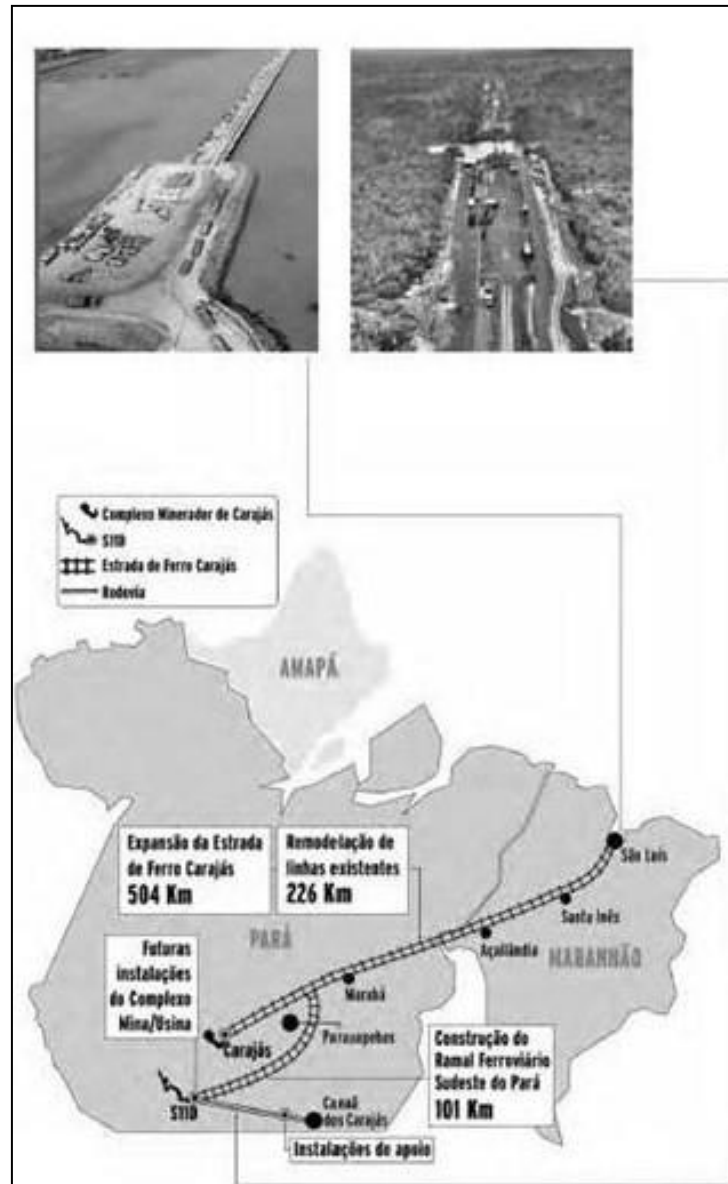 Complexo Minerador de Carajás
S11D
Estrada de Ferro Carajás
Rodovia
AMAPÁ
Expansão da Estrada
de Ferro Carajás
504 Km
Remodelação de
linhas existentes
226 Km
São Luís
Santa Inês
Açailândia
MARANHÃO
PARÁ
Marabá
Futuras
instalações
do Complexo
Mina/Usina
Parauapebas
Carajás
Construção do
Ramal Ferroviário
Sudeste do Pará
101 Km
S11D
Canaã
dos Carajás
Instalações de apoio